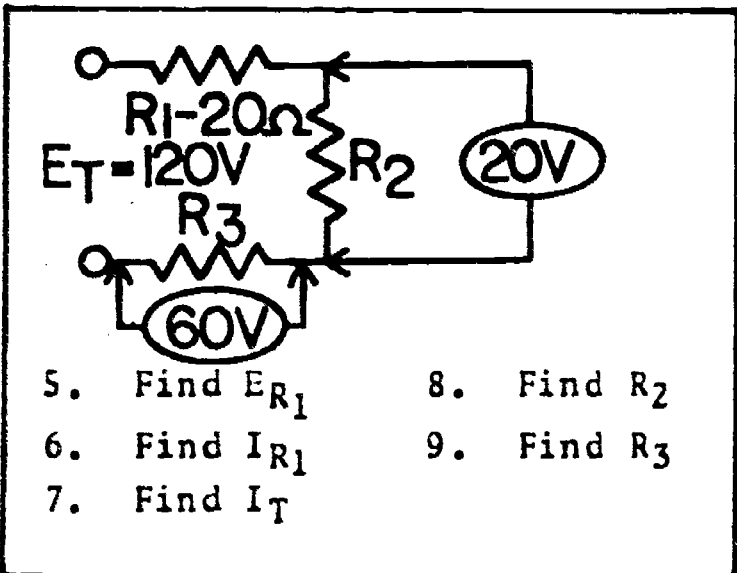 R1-20Ω
ET=120V
R2
20V
R3
60V
5. Find ER1
8. Find R2
6. Find IR1
9. Find R3
7. Find IT